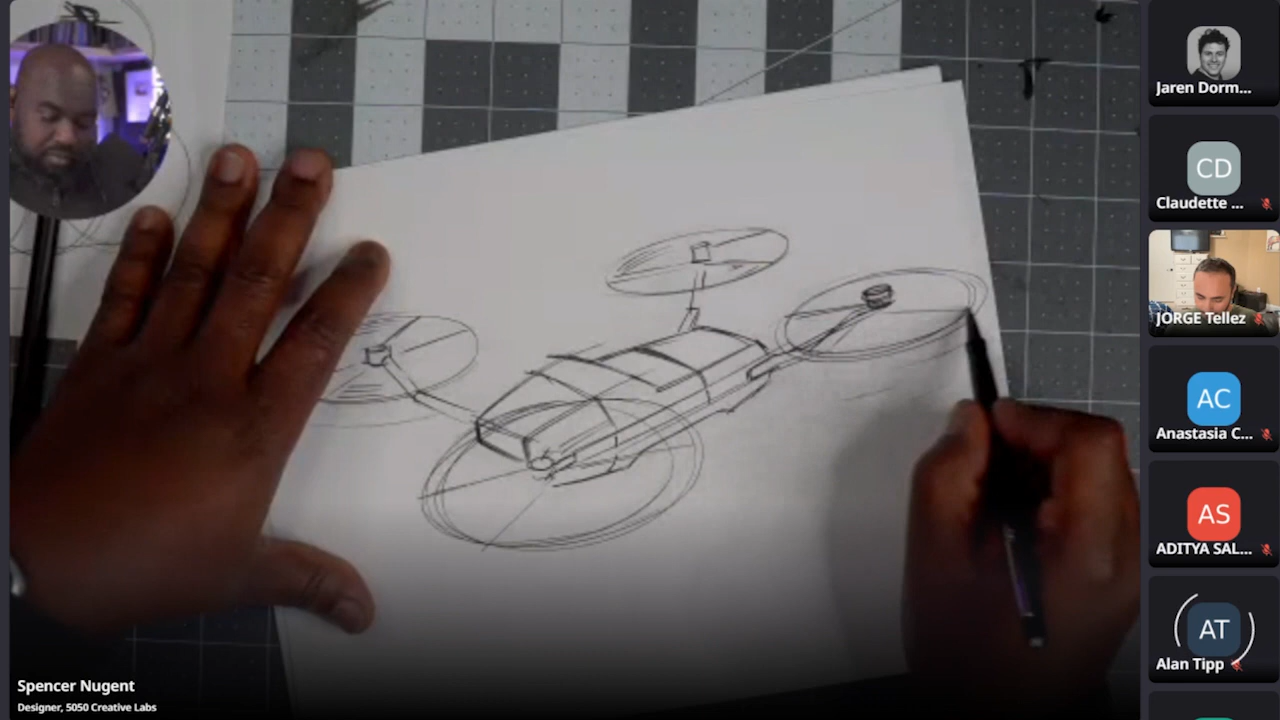 Jaren Dorm...
CD
Claudette ...
JORGE Tellez
AC
Anastasia C...
AS
ADITYA SAL...
AT
Alan Tipp
Spencer Nugent
Designer, 5050 Creative Labs